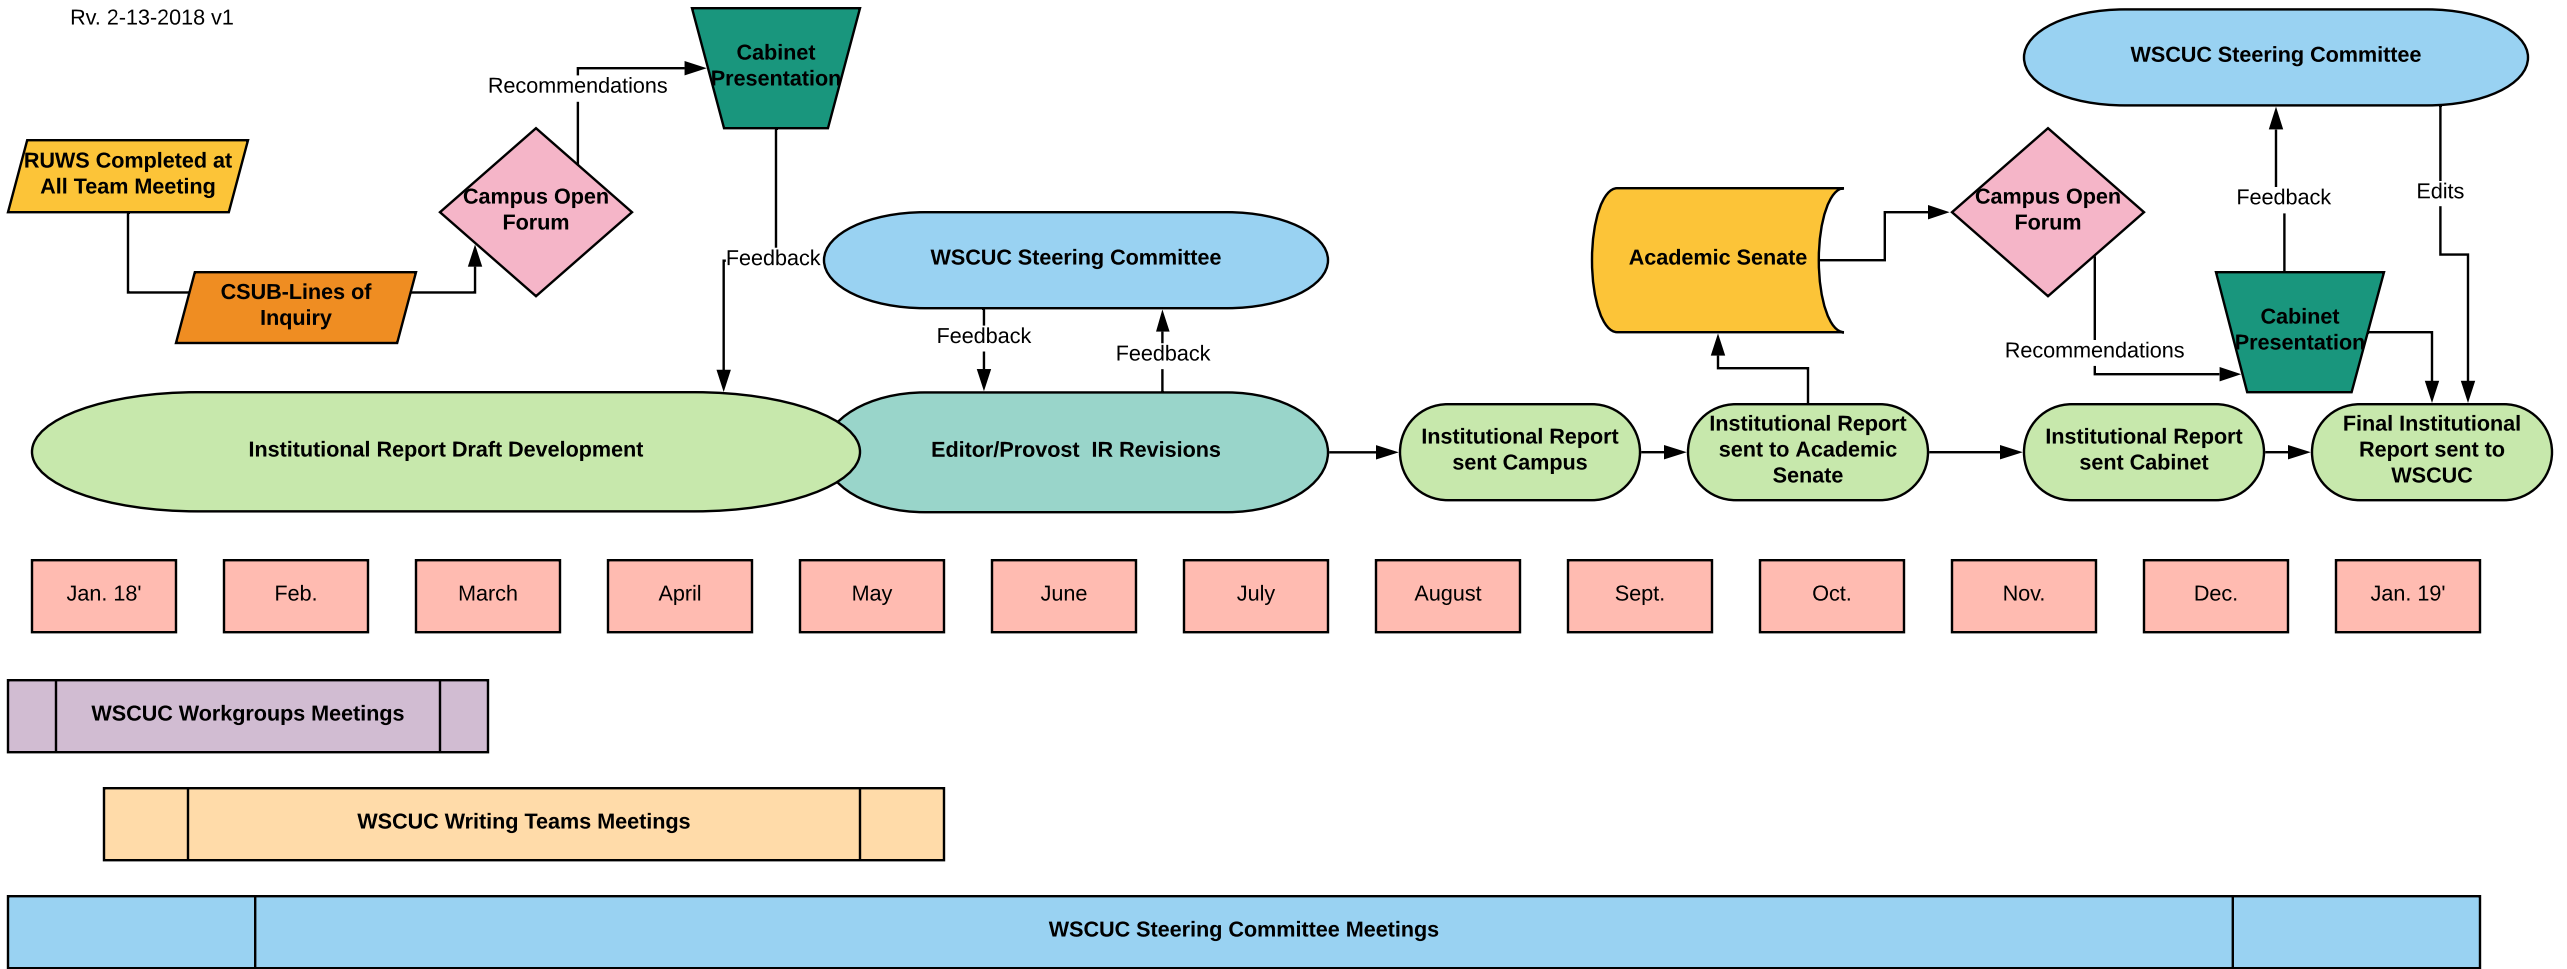 Rv. 2-13-2018 v1
Cabinet
Presentation
WSCUC Steering Committee
Recommendations
RUWS Completed at
All Team Meeting
Campus Open
Forum
CSUB-Lines of
Inquiry
Feedback
WSCUC Steering Committee
Feedback
Feedback
Academic Senate
Campus Open
Forum
Recommendations
Feedback
Edits
Cabinet
Presentation
Institutional Report Draft Development
Editor/Provost  IR Revisions
Institutional Report
sent Campus
Institutional Report
sent to Academic
Senate
Institutional Report
sent Cabinet
Final Institutional
Report sent to
WSCUC
Jan. 18'
Feb.
March
April
May
June
July
August
Sept.
Oct.
Nov.
Dec.
Jan. 19'
WSCUC Workgroups Meetings
WSCUC Writing Teams Meetings
WSCUC Steering Committee Meetings